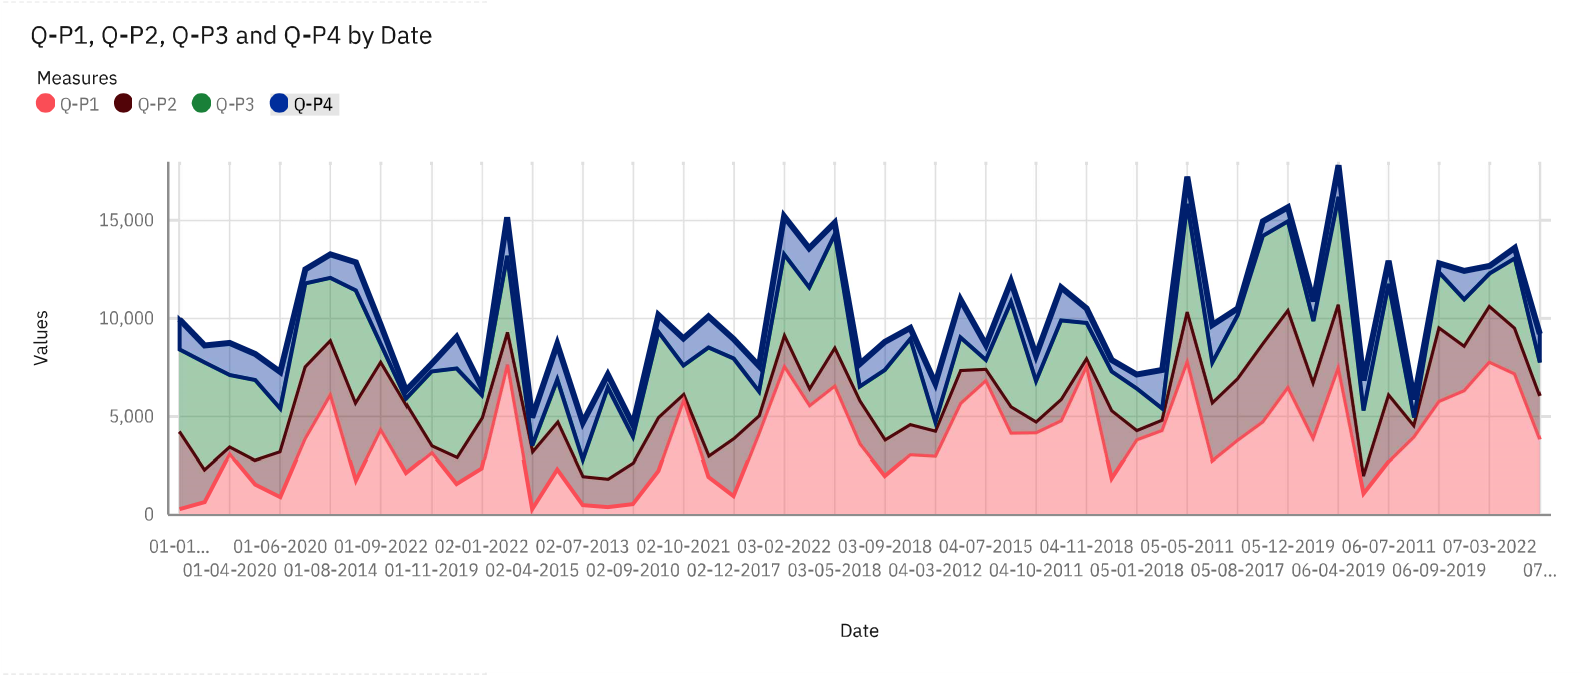 Q-P1, Q-P2, Q-P3 and Q-P4 by Date
Measures
Q-P1 Q-P2 Q-P3 Q-P4
Values
15,000
10,000
5,000
0
01-01... 01-06-2020 01-09-2022 02-01-2022 02-07-2013 02-10-2021 03-02-2022 03-09-2018 04-07-2015 04-11-2018 05-05-2011 05-12-2019 06-07-2011 07-03-2022
01-04-2020 01-08-2014 01-11-2019 02-04-2015 02-09-2010 02-12-2017 03-05-2018 04-03-2012 04-10-2011 05-01-2018 05-08-2017 06-04-2019 06-09-2019 07...
Date